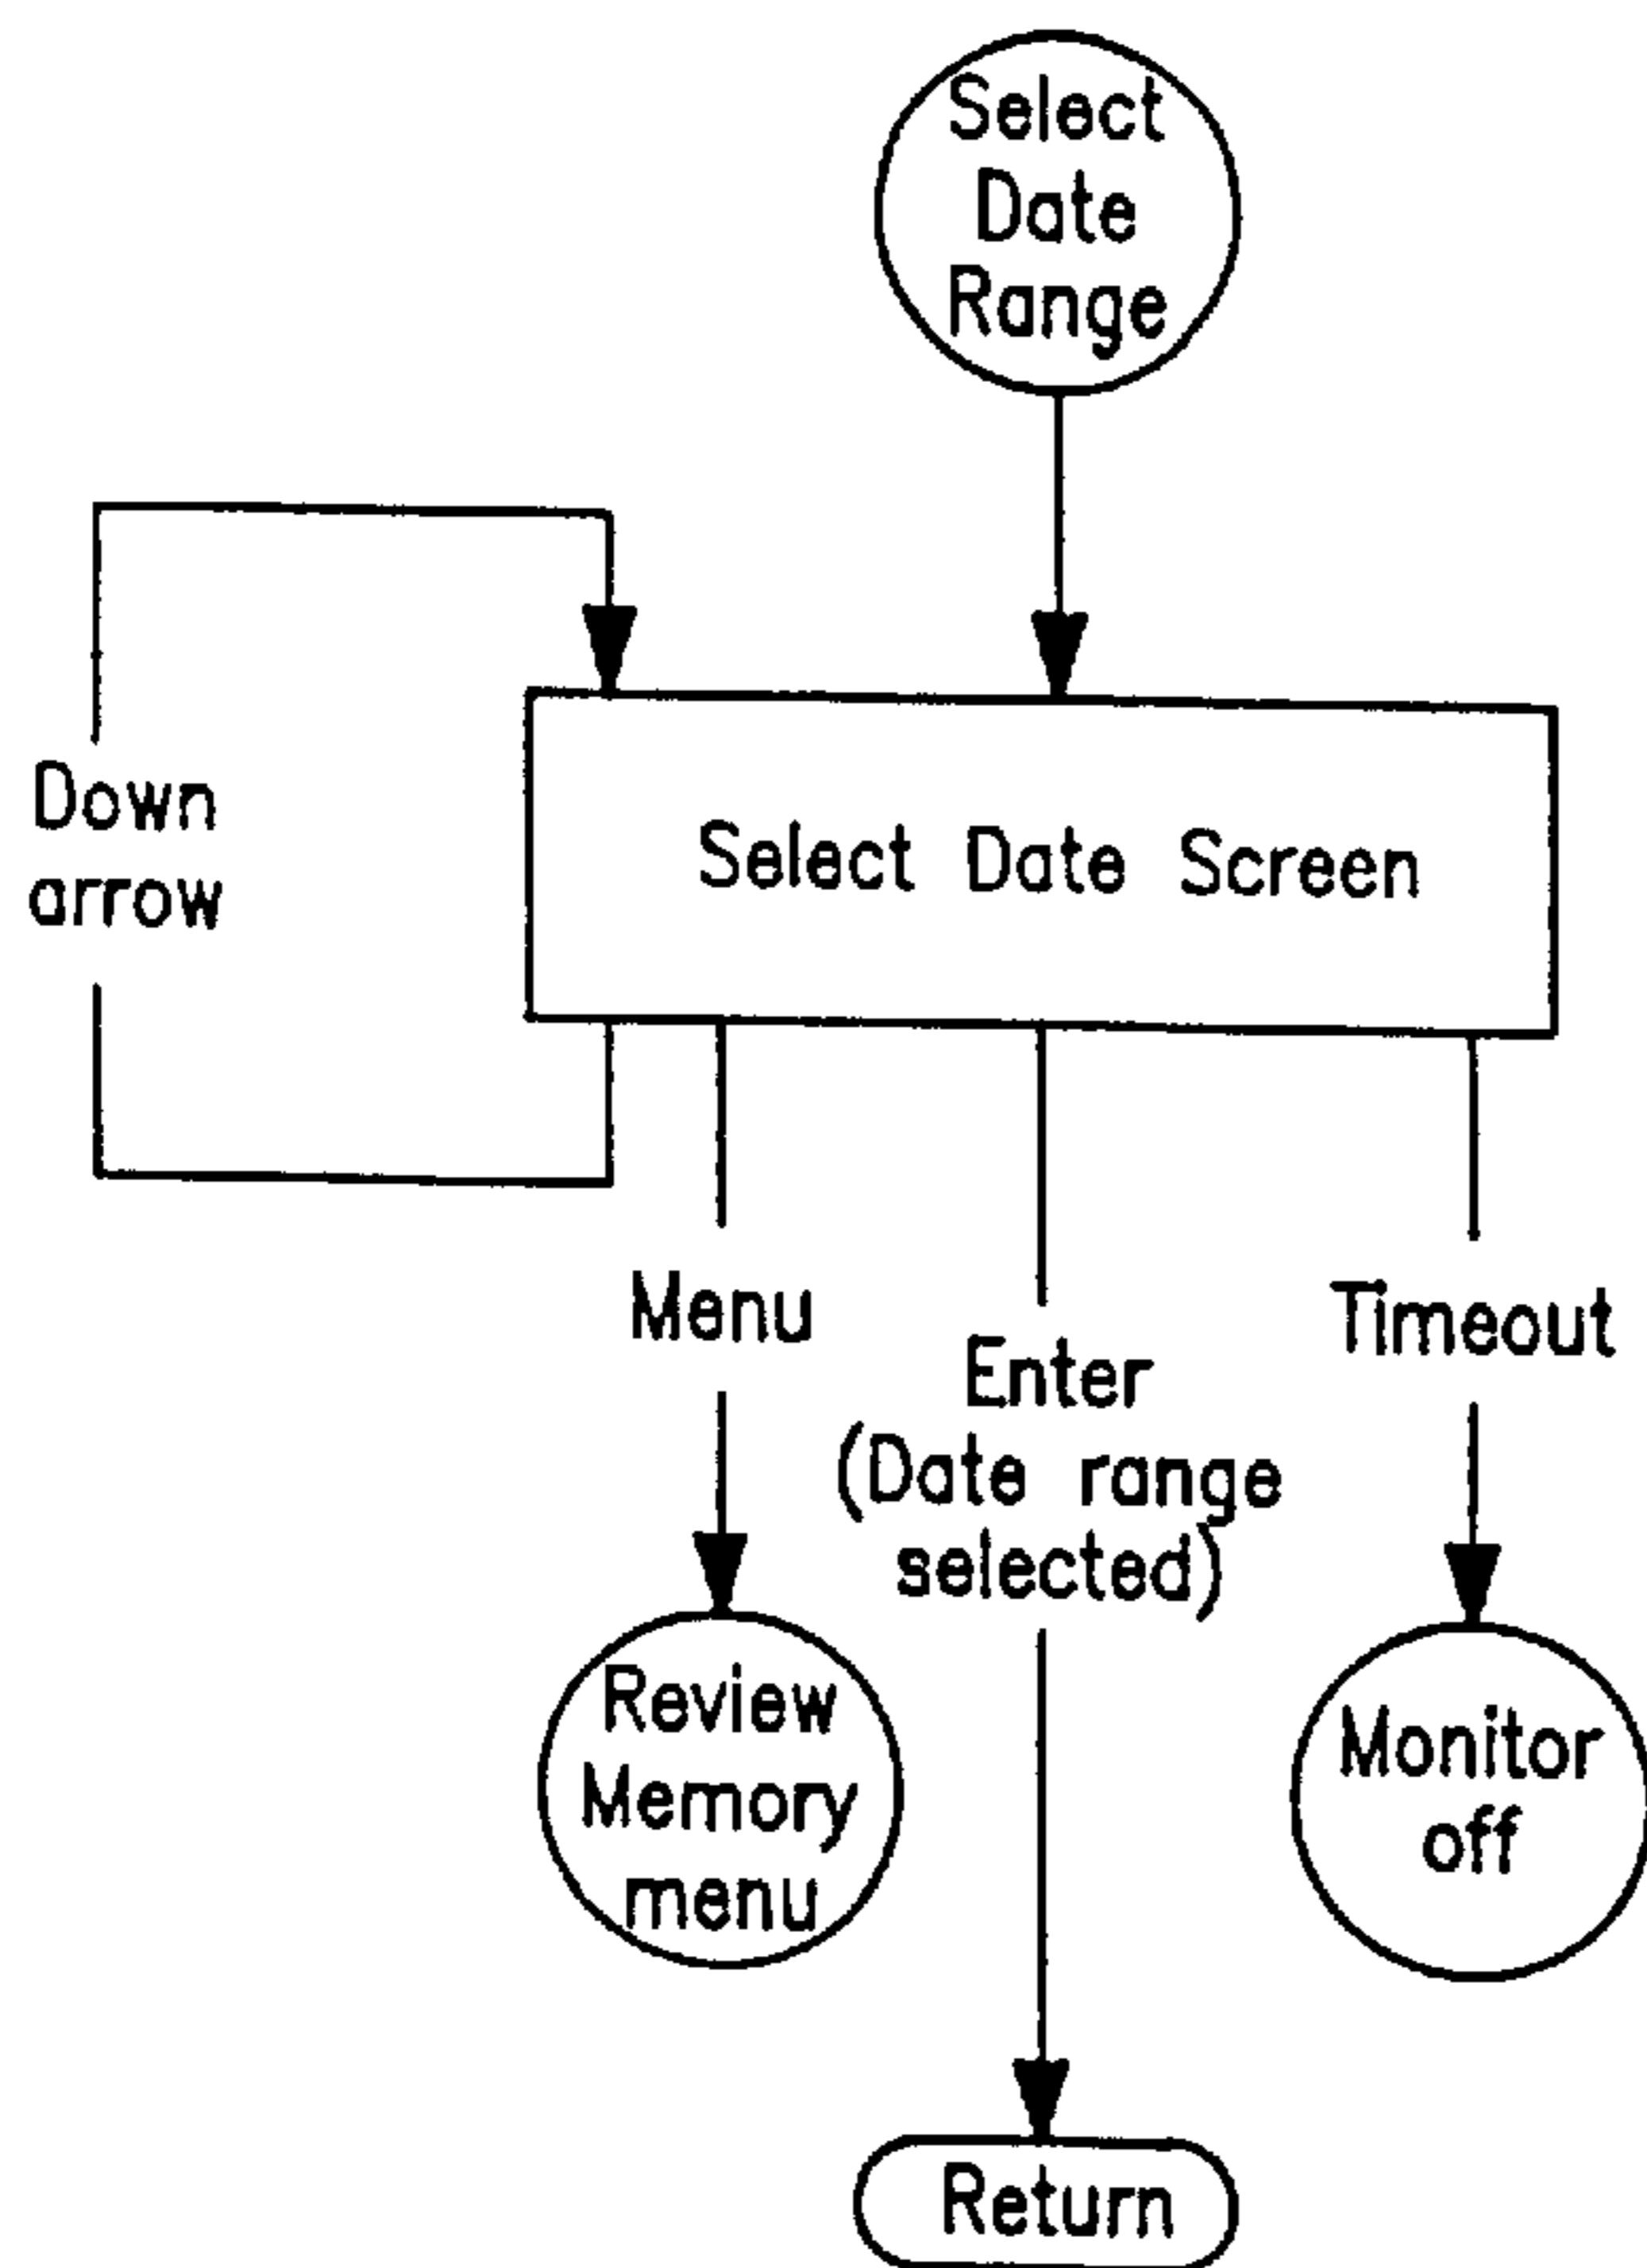 Select
Date
Range
Down
arrow
Select Date Screen
Menu
Enter
(Date range
selected)
Timeout
Review
Memory
menu
Monitor
off
Return